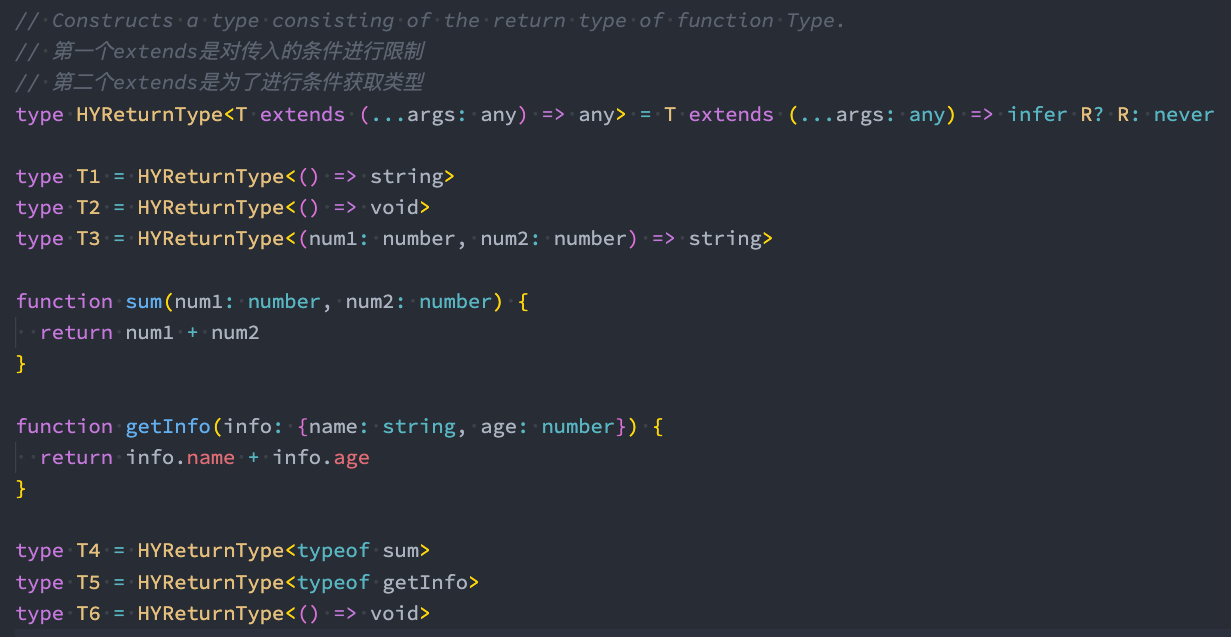 // Constructs a type consisting of the return type of function Type.
// 第一个extends是对传入的条件进行限制
// 第二个extends是为了进行条件获取类型
type HYReturnType<T extends (...args: any) => any> = T extends (...args: any) => infer R? R: never
type T1 = HYReturnType<() => string>
type T2 = HYReturnType<() => void>
type T3 = HYReturnType<(num1: number, num2: number) => string>
function sum(num1: number, num2: number) {
  return num1 + num2
}
function getInfo(info: {name: string, age: number}) {
  return info.name + info.age
}
type T4 = HYReturnType<typeof sum>
type T5 = HYReturnType<typeof getInfo>
type T6 = HYReturnType<() => void>